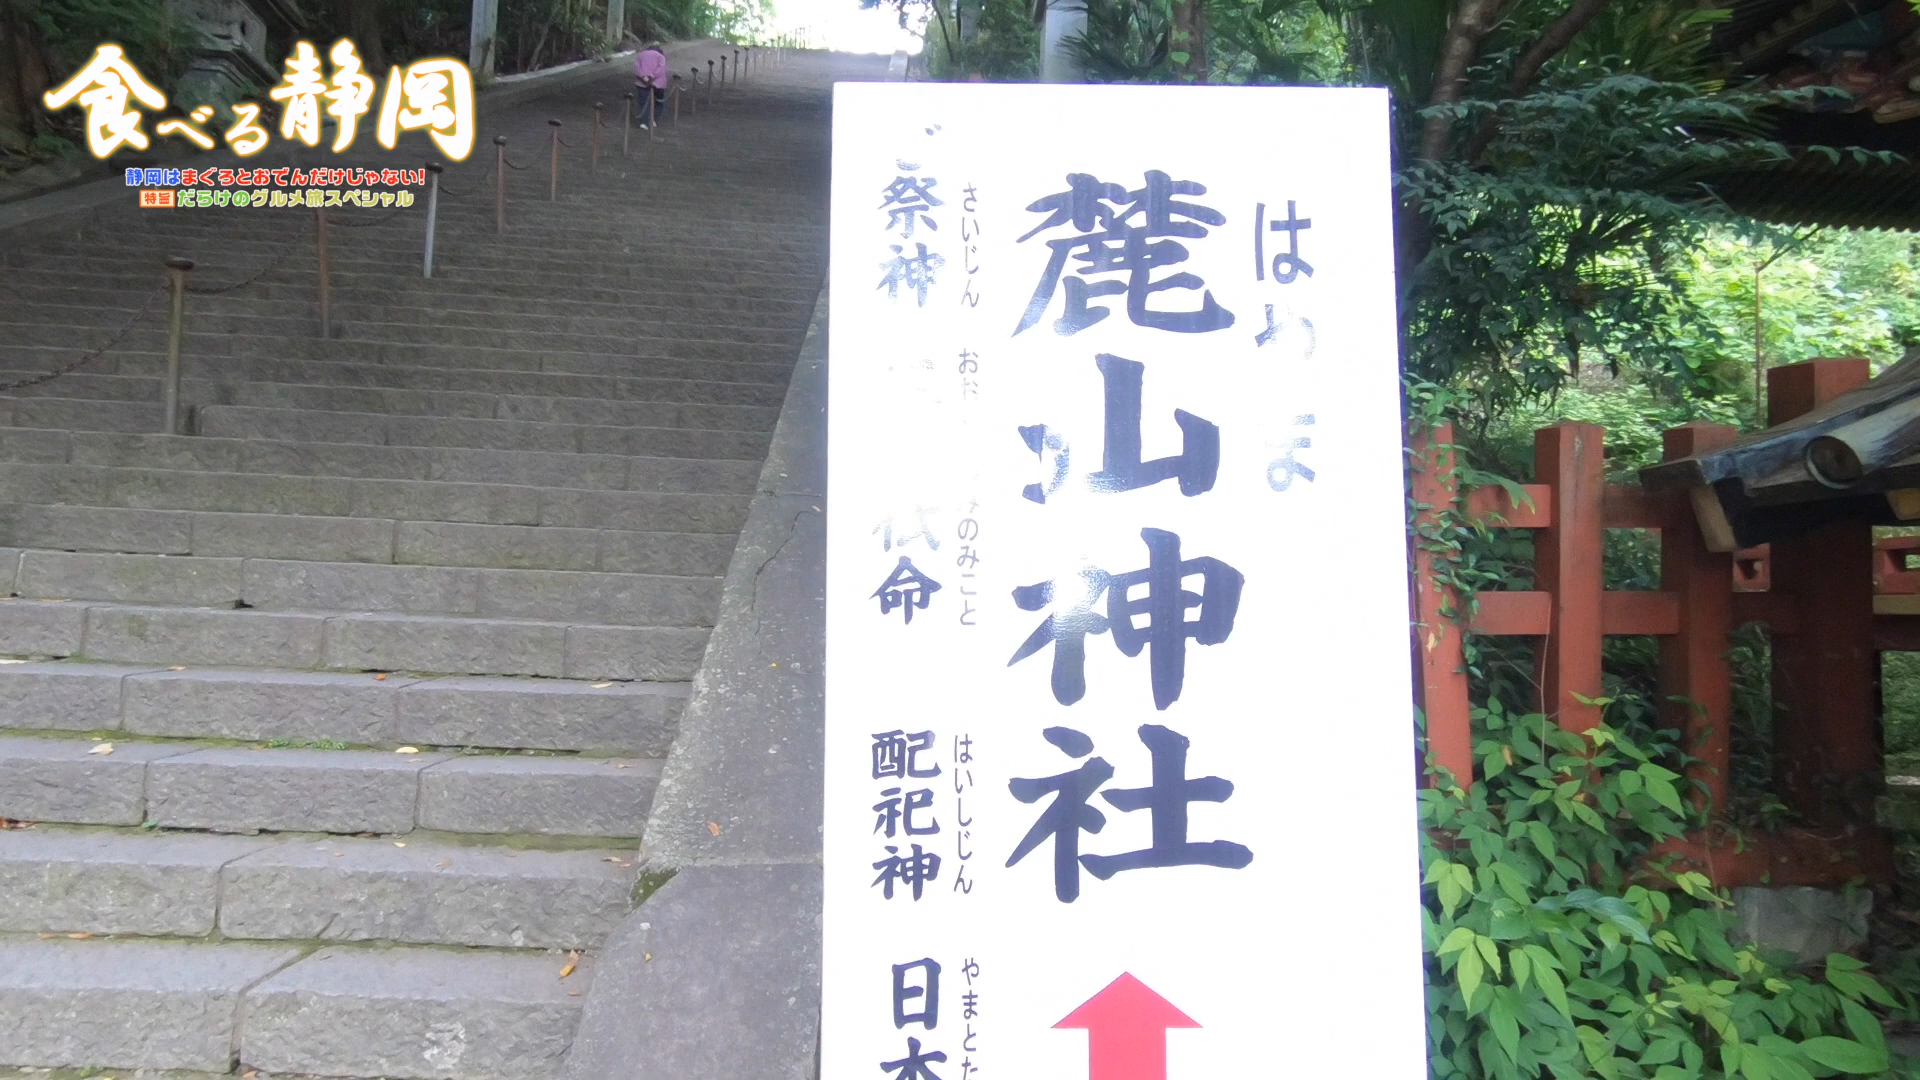 食べる静岡
静岡はまぐろとおでんだけじゃない!
特盛だらけのグルメ旅スペシャル
はやま
麓山神社
さいじん
祭神
みのみこと
命
はいしじん
配祀神
やまとた
日本